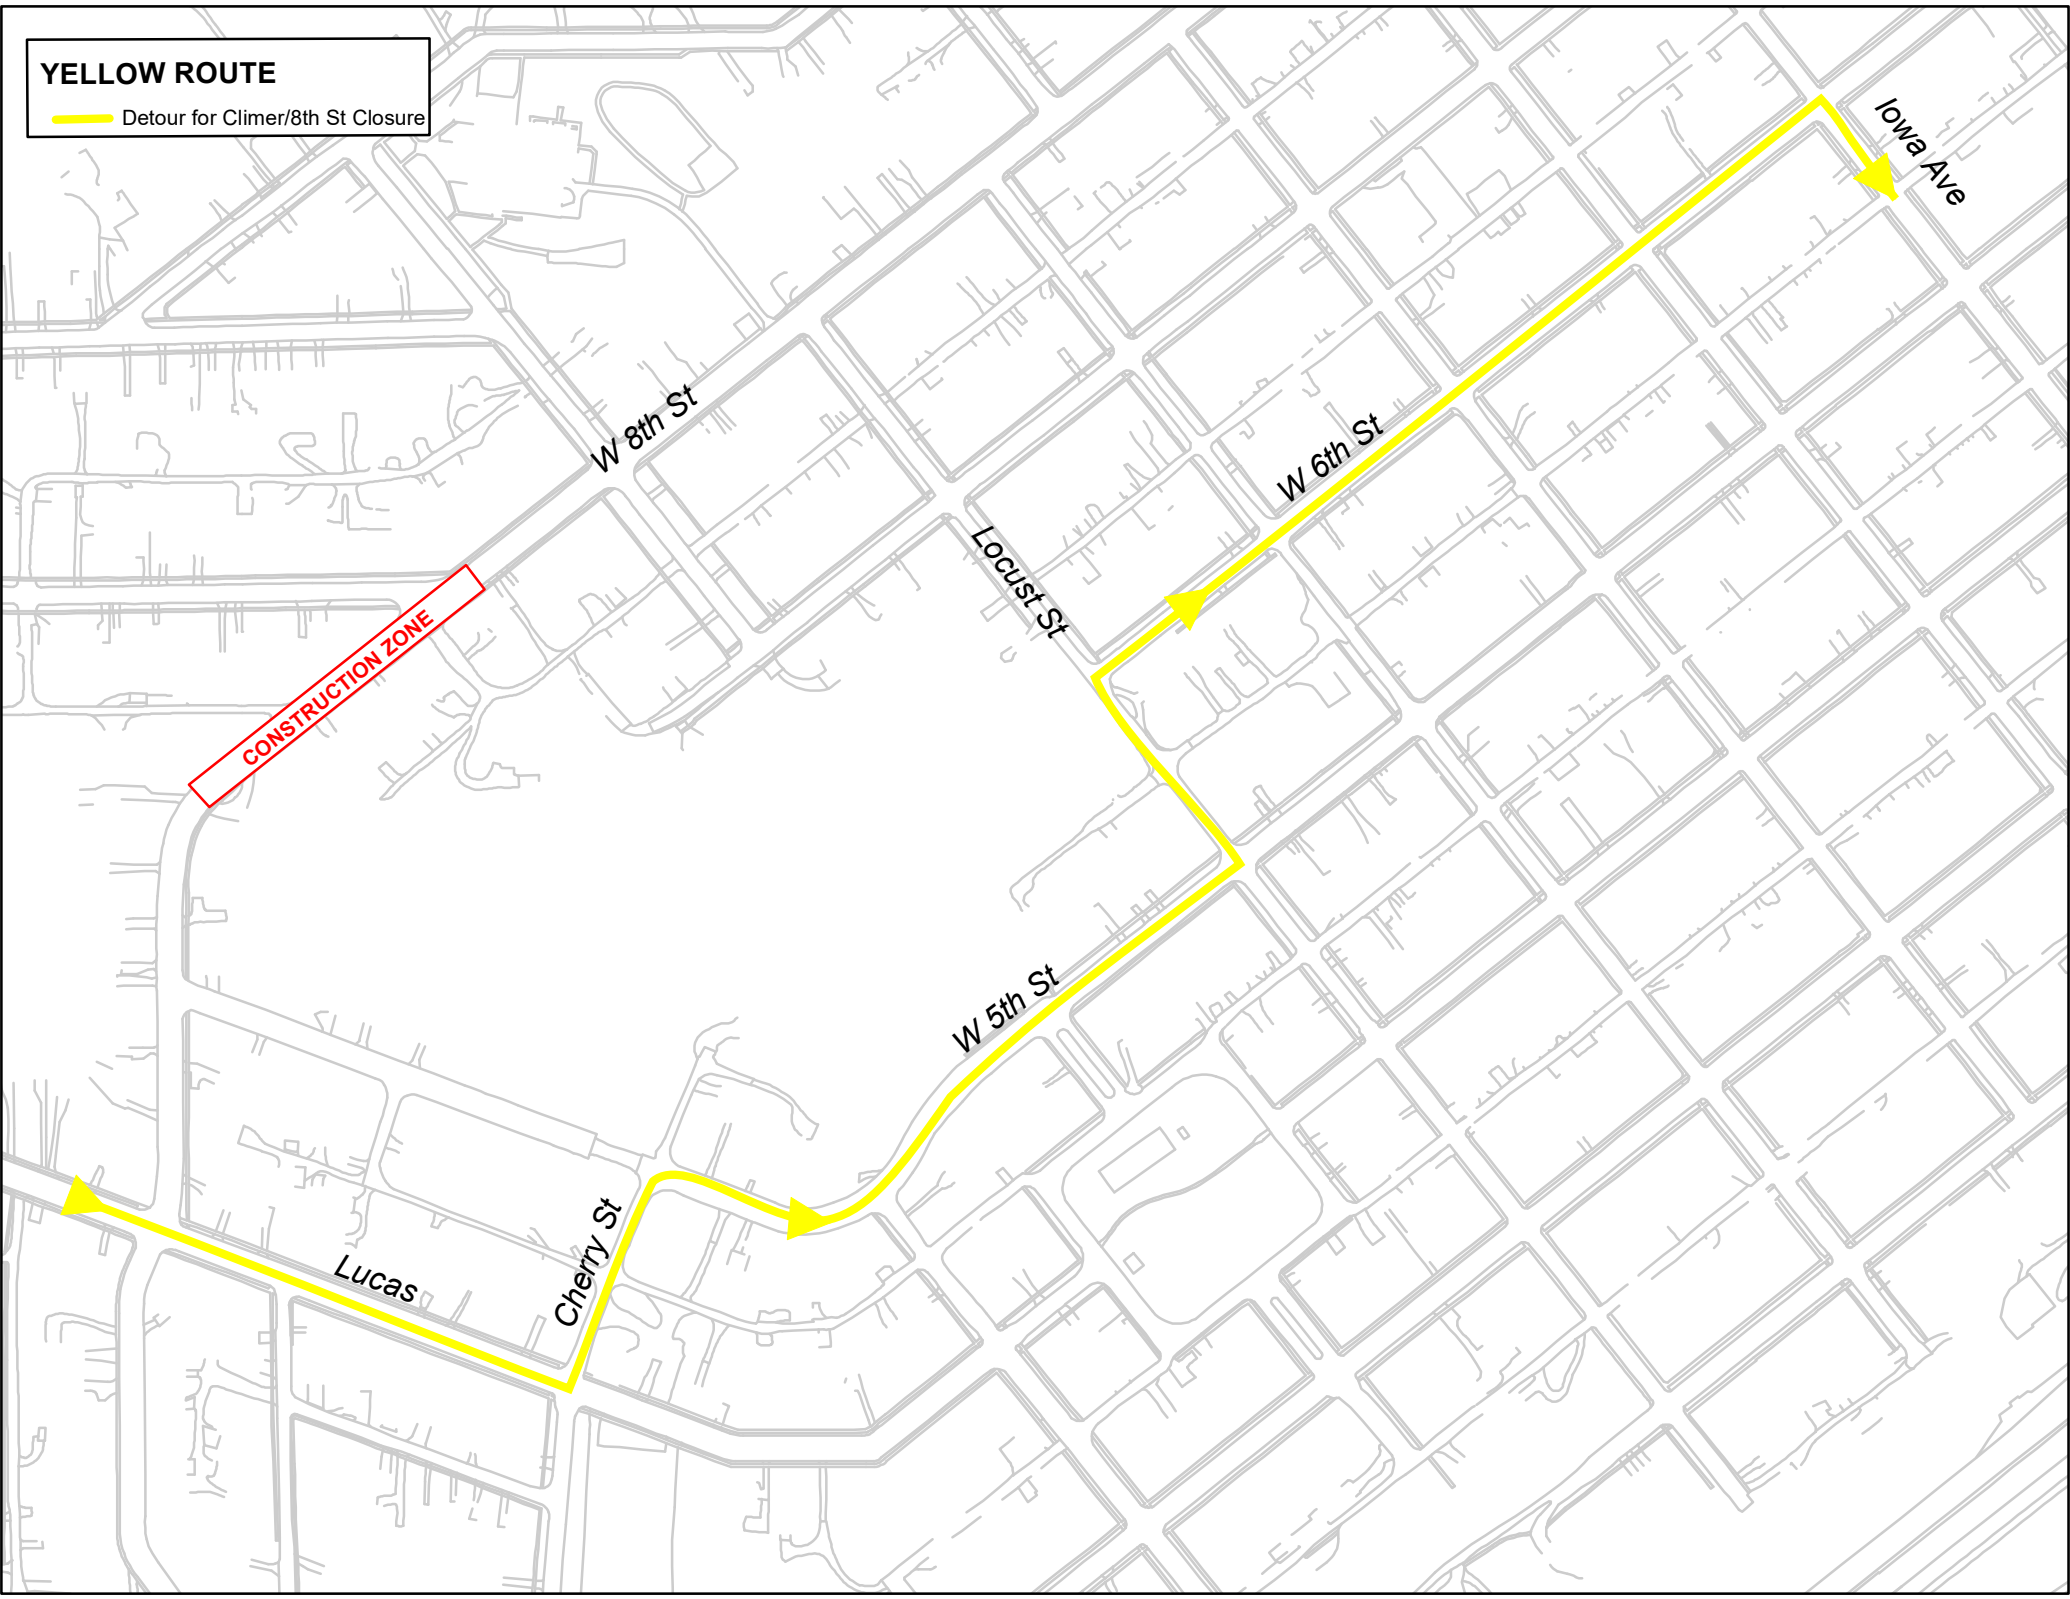 YELLOW ROUTE
Detour for Climer/8th St Closure
Iowa Ave
W 8th St
W 6th St
Locust St
CONSTRUCTION ZONE
W 5th St
Cherry St
Lucas